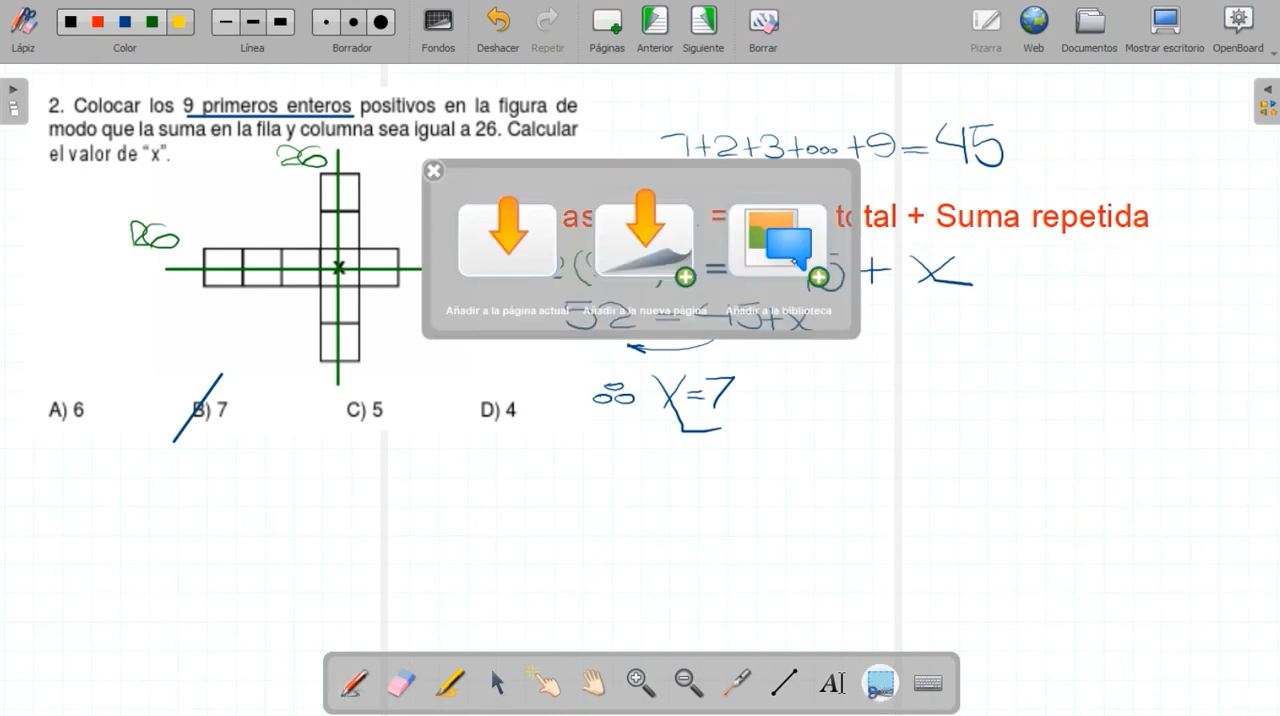 Lápiz
Color
Línea
Borrador
Fondos
Deshacer
Repetir
Páginas
Anterior
Siguiente
Borrar
Pizarra
Web
Documentos
Mostrar escritorio
OpenBoard
2. Colocar los 9 primeros enteros positivos en la figura de
modo que la suma en la fila y columna sea igual a 26. Calcular
el valor de “x”.
26
26
x
A) 6 B) 7 C) 5 D) 4
1+2+3+...+9=45
= total + Suma repetida
= + x
52 = 45+x
∴ x=7
Añadir a la página actual
Añadir a la nueva página
Añadir a la biblioteca